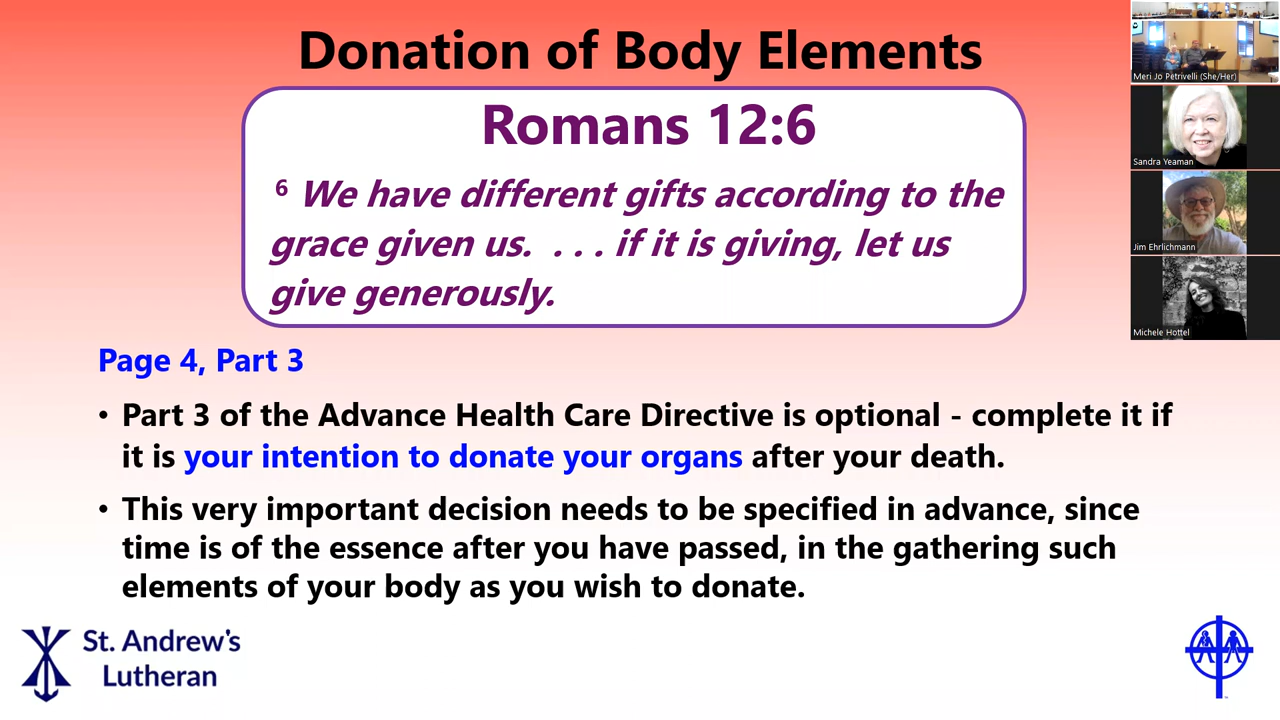 Donation of Body Elements
Romans 12:6
6 We have different gifts according to the
grace given us. . . . if it is giving, let us
give generously.
Page 4, Part 3
• Part 3 of the Advance Health Care Directive is optional - complete it if
it is your intention to donate your organs after your death.
• This very important decision needs to be specified in advance, since
time is of the essence after you have passed, in the gathering such
elements of your body as you wish to donate.
St. Andrew's
Lutheran
Meri Jo Petrivelli (She/Her)
Sandra Yeaman
Jim Ehrlichmann
Michele Hottel